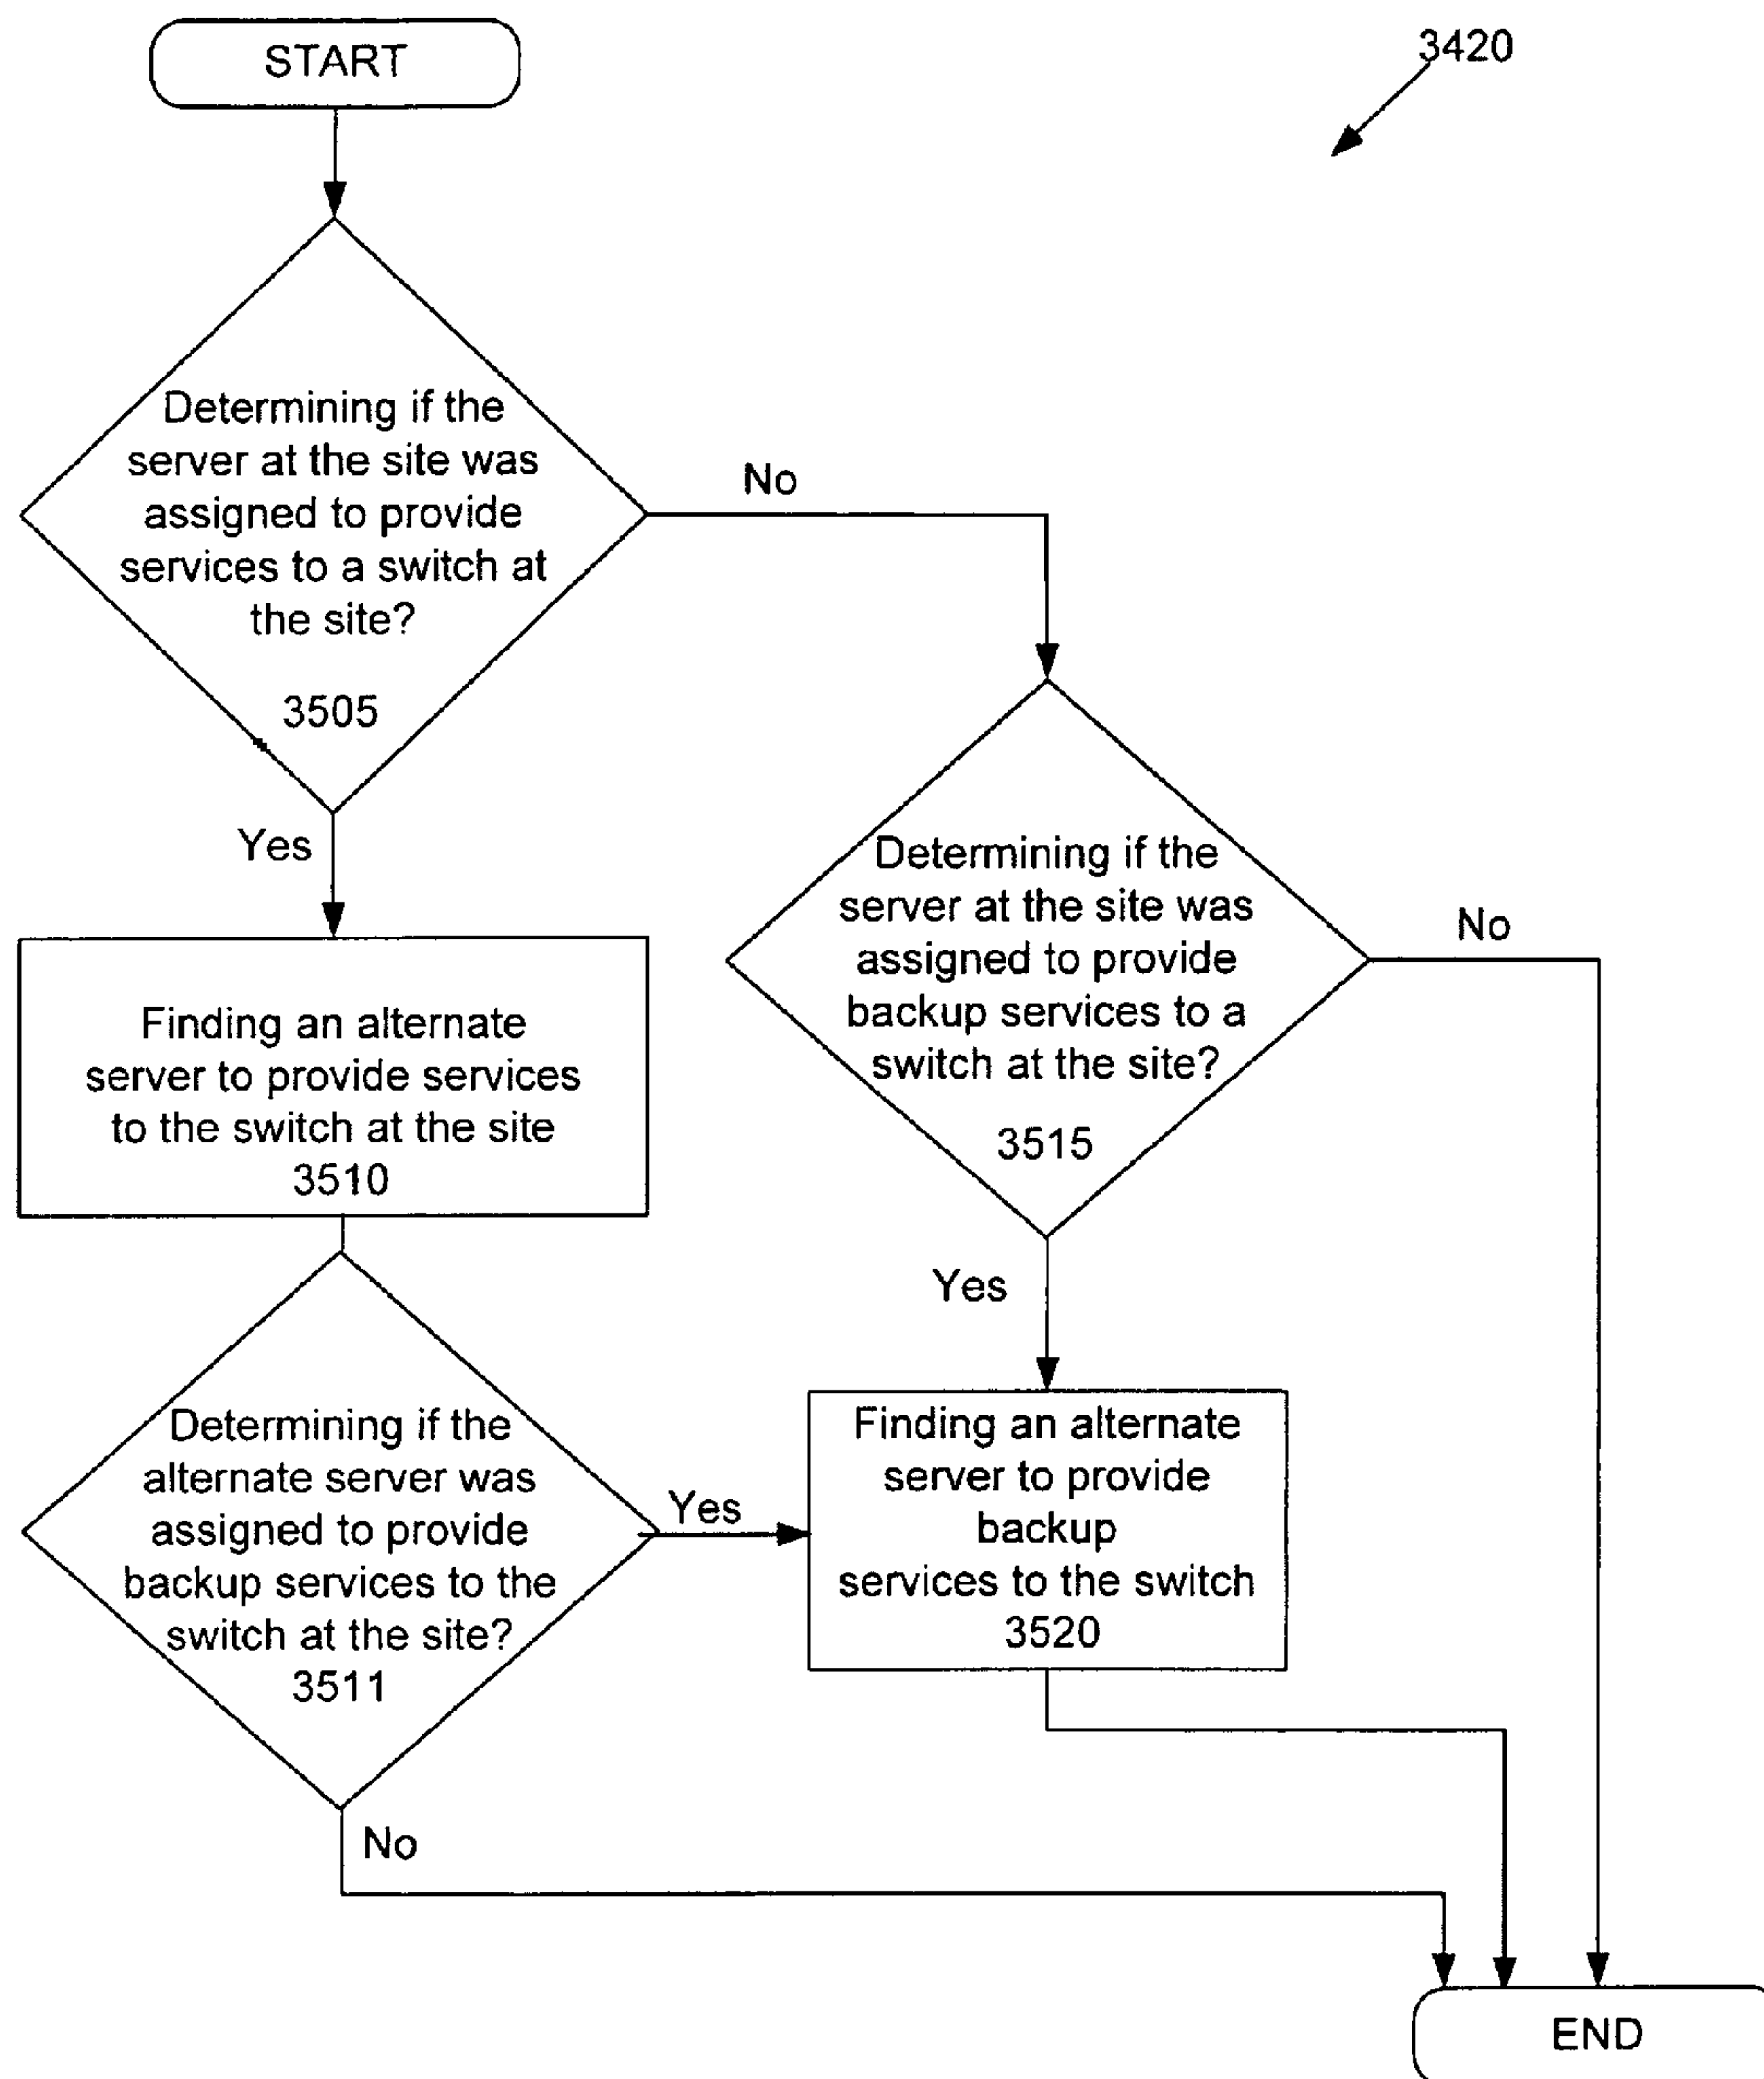 START
3420
Determining if the
server at the site was
assigned to provide
services to a switch at
the site?
3505
No
Yes
Determining if the
server at the site was
assigned to provide
backup services to a
switch at the site?
3515
No
Finding an alternate
server to provide services
to the switch at the site
3510
Yes
Determining if the
alternate server was
assigned to provide
backup services to the
switch at the site?
3511
Yes
Finding an alternate
server to provide
backup
services to the switch
3520
No
END